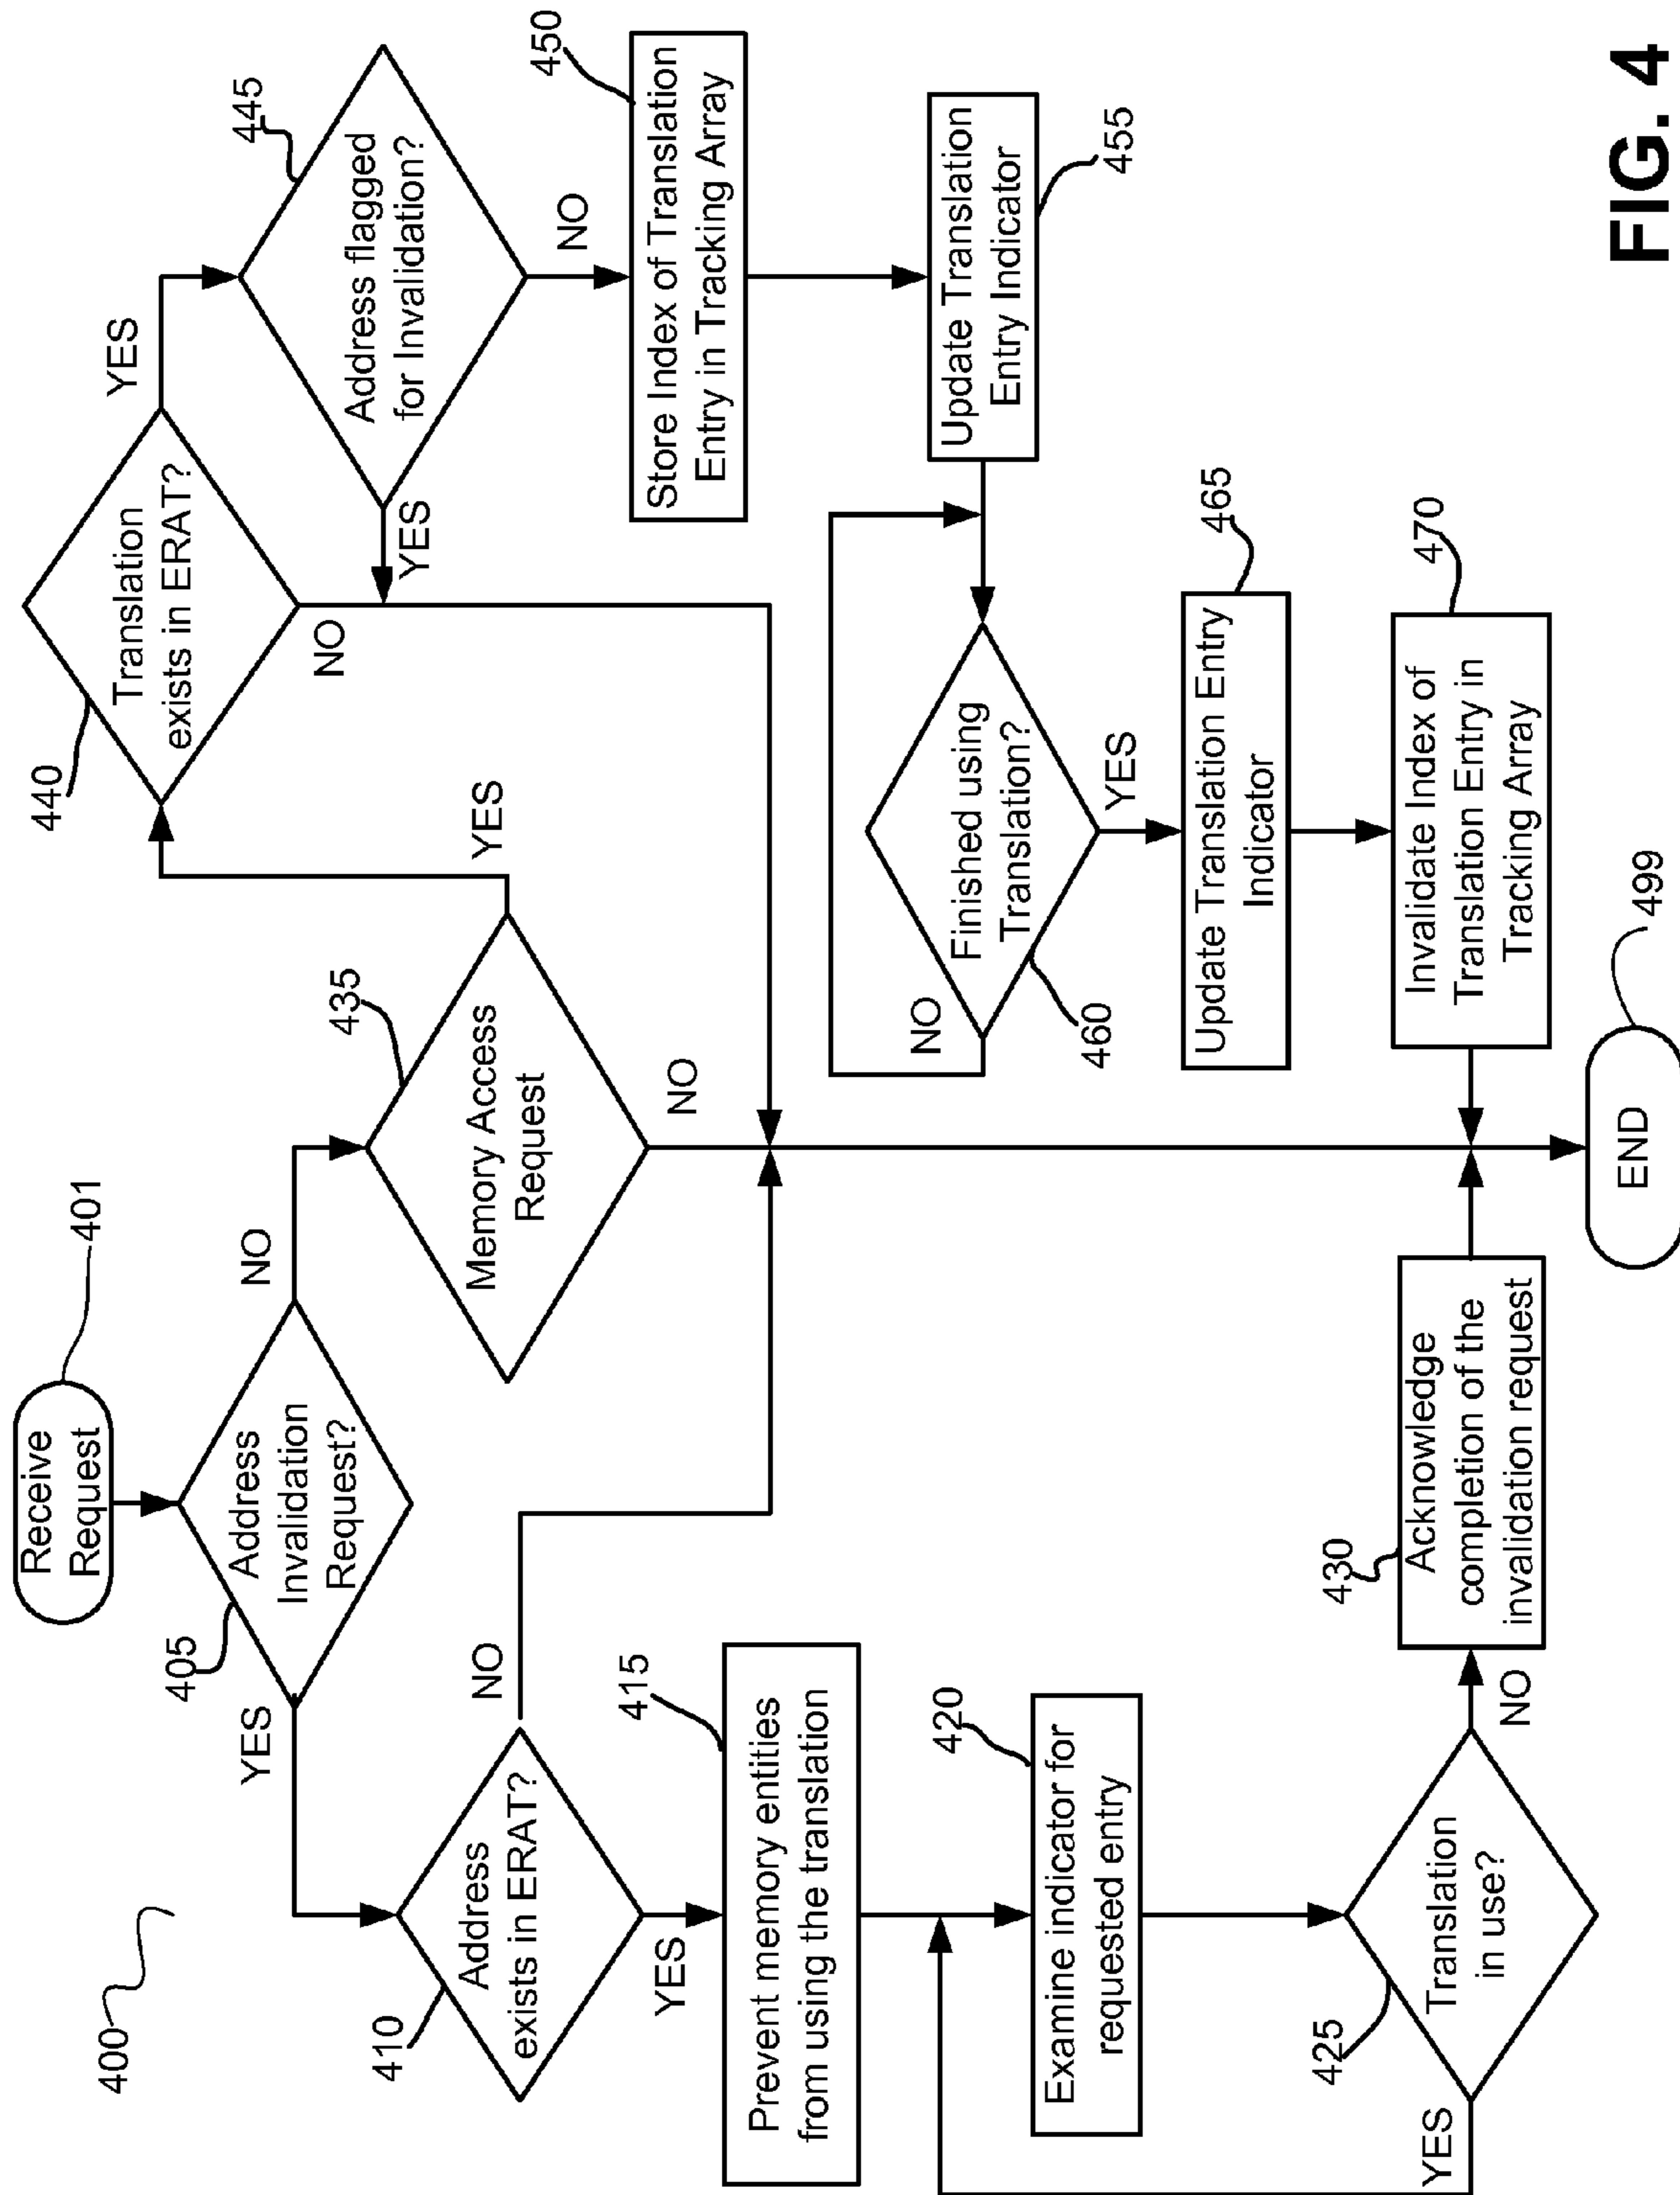 400
Receive
Request
401
Address
Invalidation
Request?
405
YES
NO
Address
exists in ERAT?
410
NO
YES
Prevent memory entities
from using the translation
415
Examine indicator for
requested entry
420
Translation
in use?
425
YES
NO
Acknowledge
completion of the
invalidation request
430
Memory Access
Request
435
YES
NO
Translation
exists in ERAT?
440
YES
NO
Address flagged
for Invalidation?
445
YES
NO
Store Index of Translation
Entry in Tracking Array
450
Update Translation
Entry Indicator
455
Finished using
Translation?
460
NO
YES
Update Translation Entry
Indicator
465
Invalidate Index of
Translation Entry in
Tracking Array
470
END
499
FIG. 4